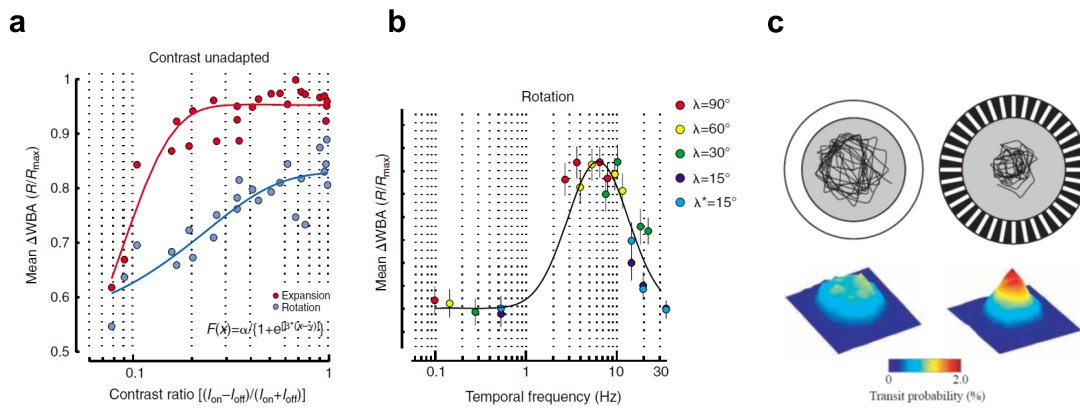 a
Contrast unadapted
Mean ΔWBA (R/Rmax)
1
0.9
0.8
0.7
0.6
0.5
Expansion
Rotation
0.1
1
Contrast ratio [(Ion−Ioff)/(Ion+Ioff)]
b
Rotation
Mean ΔWBA (R/Rmax)
λ=90°
λ=60°
λ=30°
λ=15°
λ*=15°
0.1
1
10
30
Temporal frequency (Hz)
c
0
2.0
Transit probability (%)